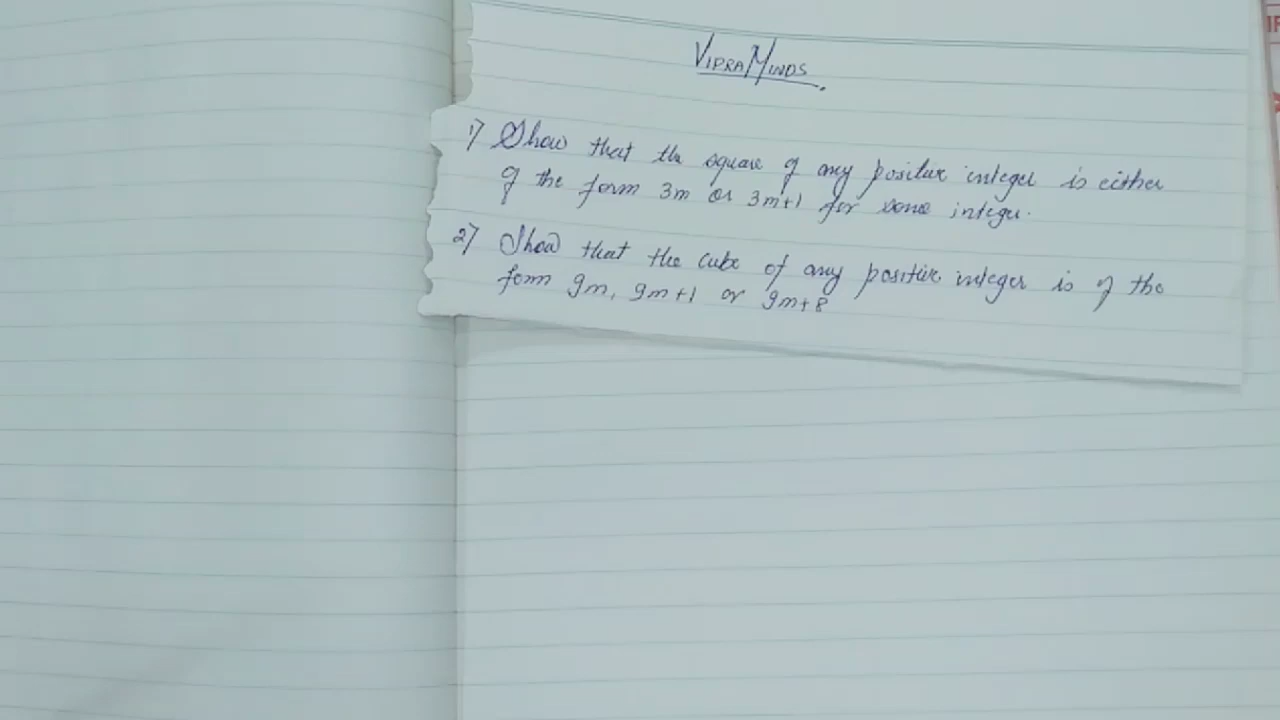 VIPRA MINDS
1) Show that the square of any positive integer is either
of the form 3m or 3m+1 for some integer.
2) Show that the cube of any positive integer is of the
form 9m, 9m+1 or 9m+8